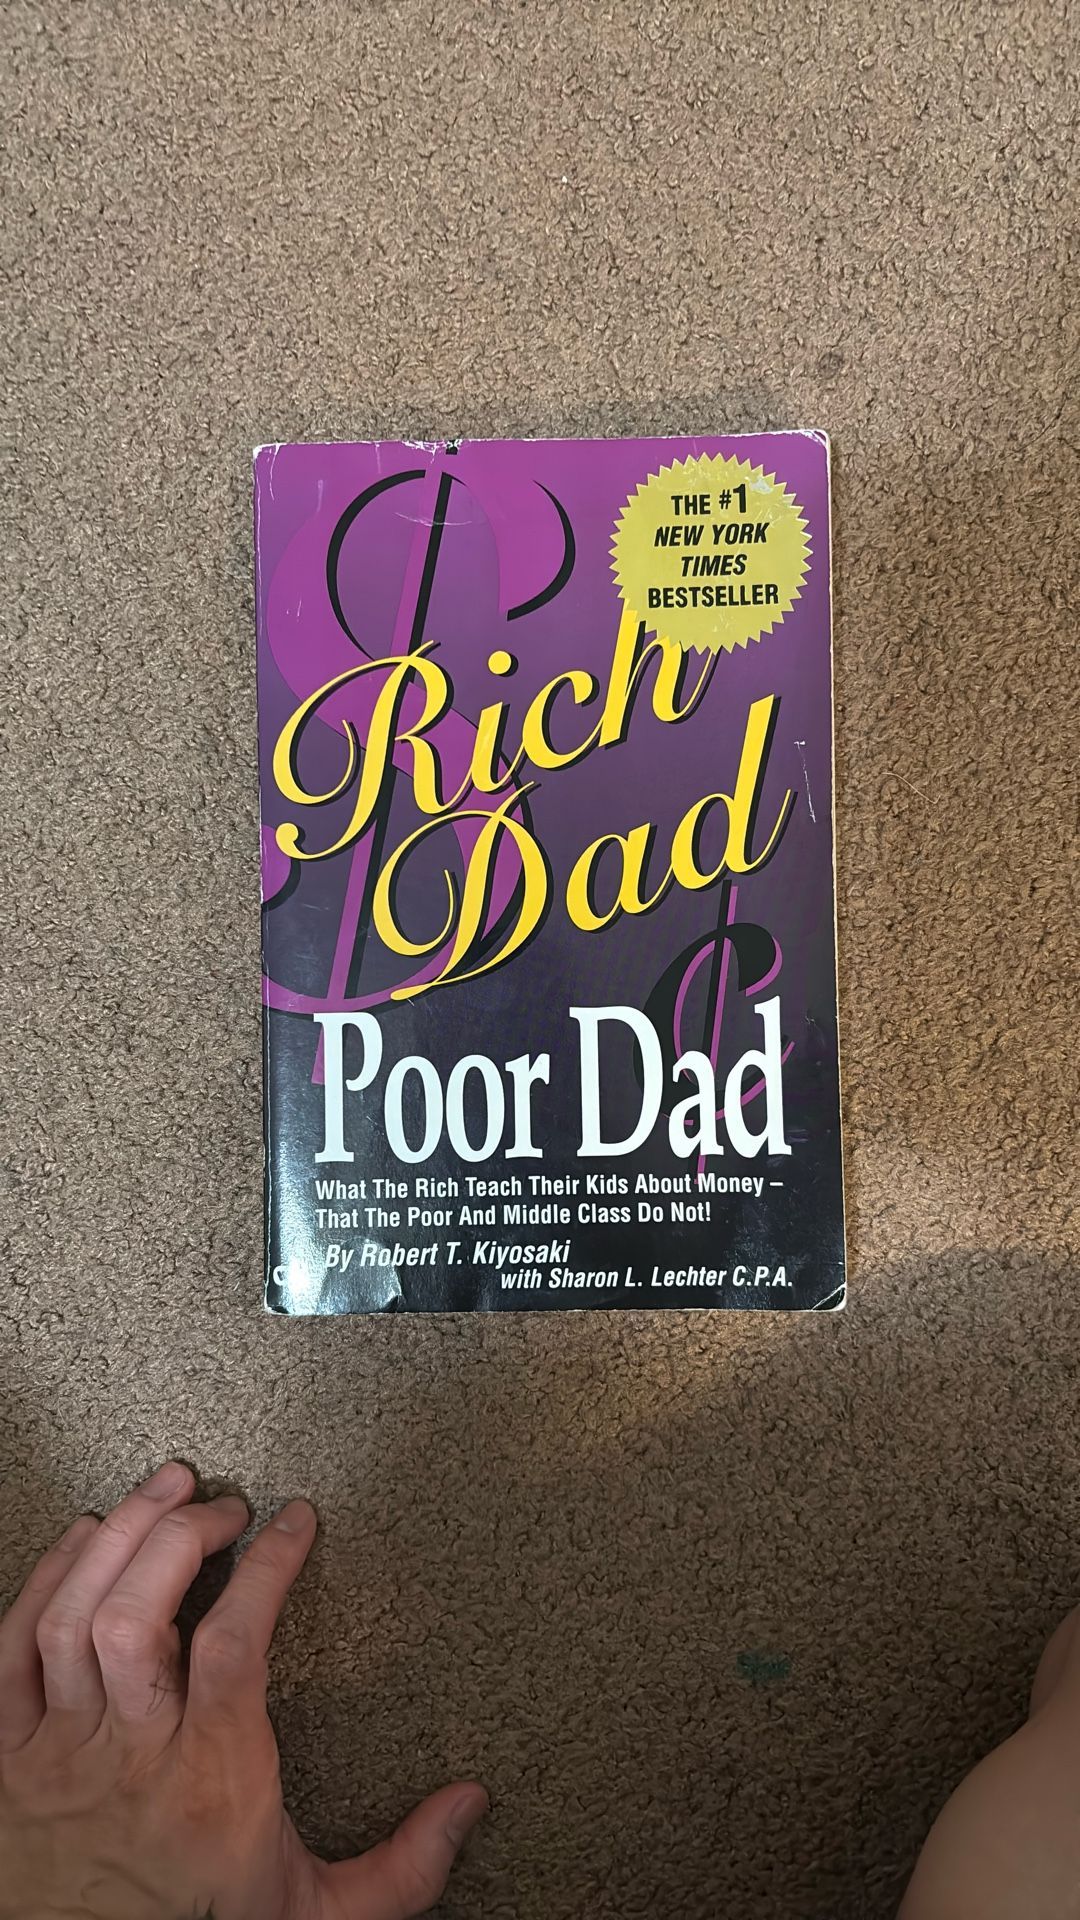 THE #1
NEW YORK
TIMES
BESTSELLER
Rich
Dad
Poor Dad
What The Rich Teach Their Kids About Money –
That The Poor And Middle Class Do Not!
By Robert T. Kiyosaki
with Sharon L. Lechter C.P.A.